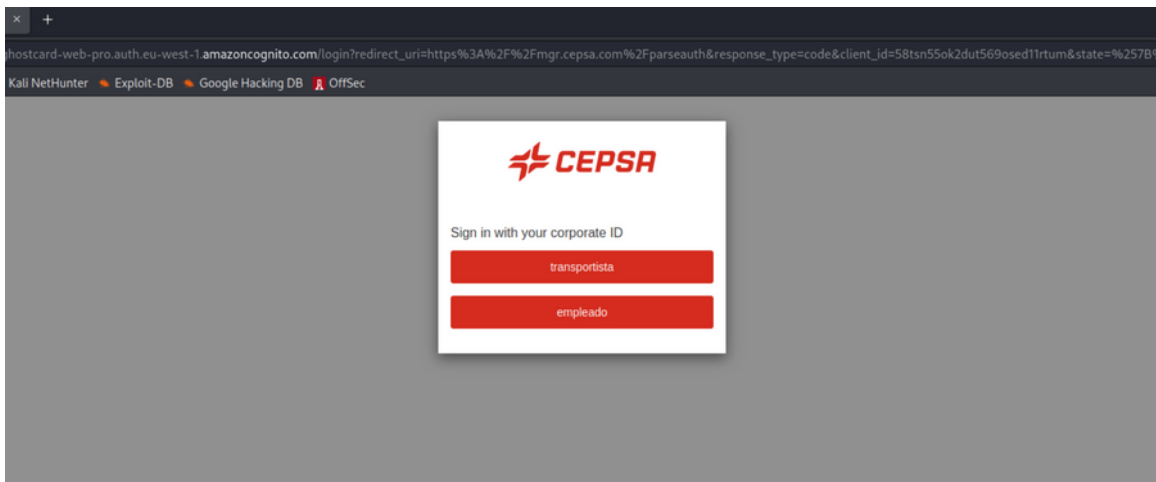 × +
ghostcard-web-pro.auth.eu-west-1.amazoncognito.com/login?redirect_uri=https%3A%2F%2Fmgr.cepsa.com%2Fparseauth&response_type=code&client_id=58tsn55ok2dut569osed11rtum&state=%257B%
Kali NetHunter Exploit-DB Google Hacking DB OffSec
CEPSA
Sign in with your corporate ID
transportista
empleado